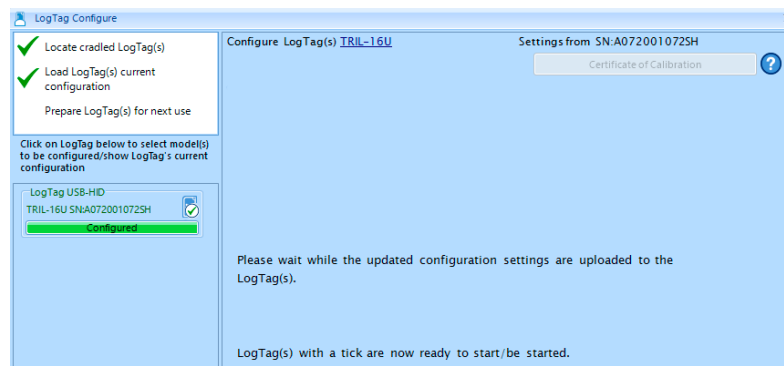 LogTag Configure
Locate cradled LogTag(s)
Load LogTag(s) current
configuration
Prepare LogTag(s) for next use
Click on LogTag below to select model(s)
to be configured/show LogTag's current
configuration
LogTag USB-HID
TRIL-16U SN:A072001072SH
Configured
Configure LogTag(s) TRIL-16U
Settings from SN:A072001072SH
Certificate of Calibration
?
Please wait while the updated configuration settings are uploaded to the
LogTag(s).
LogTag(s) with a tick are now ready to start/be started.